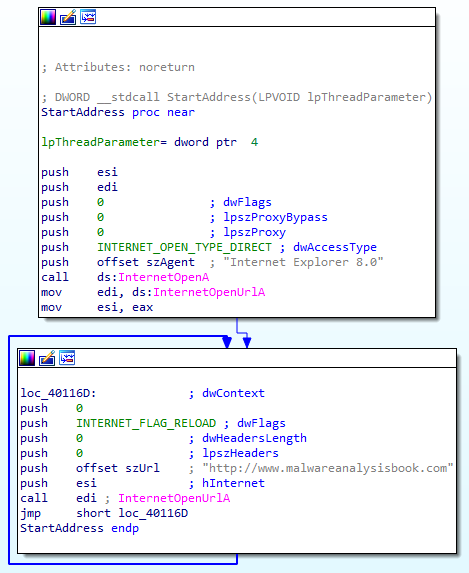 ; Attributes: noreturn
; DWORD __stdcall StartAddress(LPVOID lpThreadParameter)
StartAddress proc near
lpThreadParameter= dword ptr  4
push    esi
push    edi
push    0               ; dwFlags
push    0               ; lpszProxyBypass
push    0               ; lpszProxy
push    INTERNET_OPEN_TYPE_DIRECT ; dwAccessType
push    offset szAgent  ; "Internet Explorer 8.0"
call    ds:InternetOpenA
mov     edi, ds:InternetOpenUrlA
mov     esi, eax
loc_40116D:             ; dwContext
push    0
push    INTERNET_FLAG_RELOAD ; dwFlags
push    0               ; dwHeadersLength
push    0               ; lpszHeaders
push    offset szUrl    ; "http://www.malwareanalysisbook.com"
push    esi             ; hInternet
call    edi ; InternetOpenUrlA
jmp     short loc_40116D
StartAddress endp